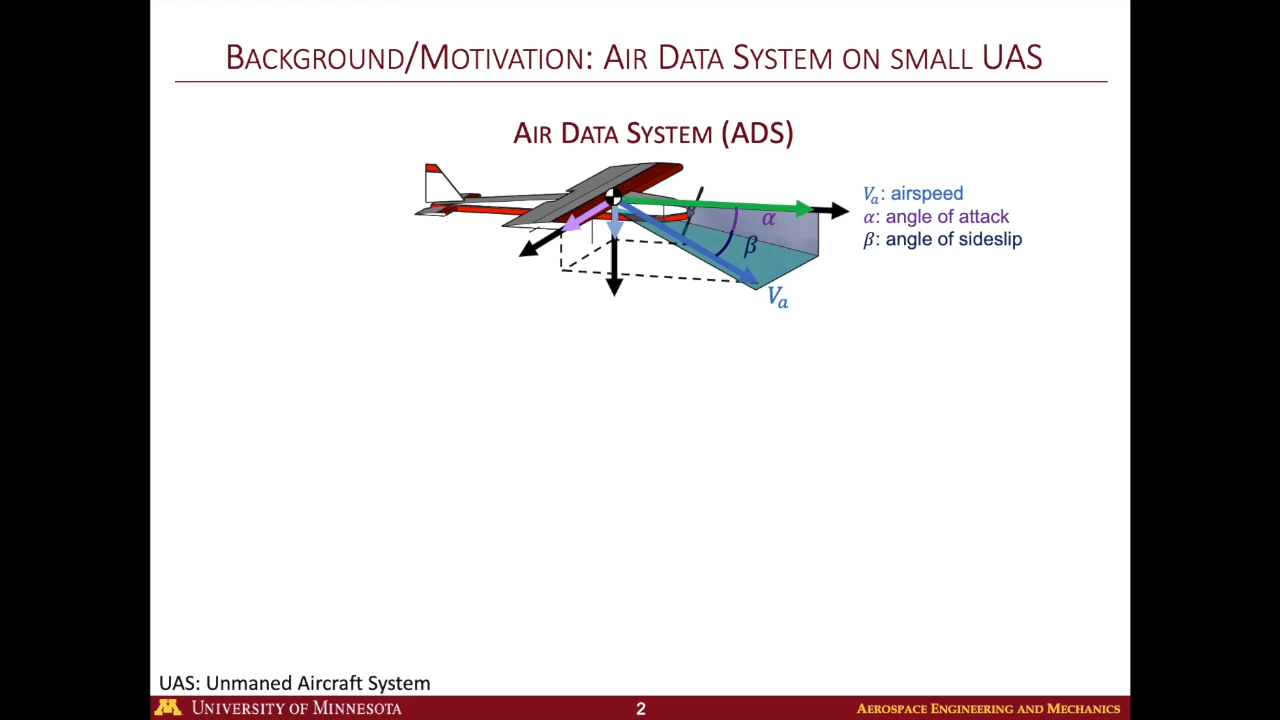 BACKGROUND/MOTIVATION: AIR DATA SYSTEM ON SMALL UAS
AIR DATA SYSTEM (ADS)
Va: airspeed
α: angle of attack
β: angle of sideslip
α
β
Va
UAS: Unmaned Aircraft System
UNIVERSITY OF MINNESOTA
2
AEROSPACE ENGINEERING AND MECHANICS